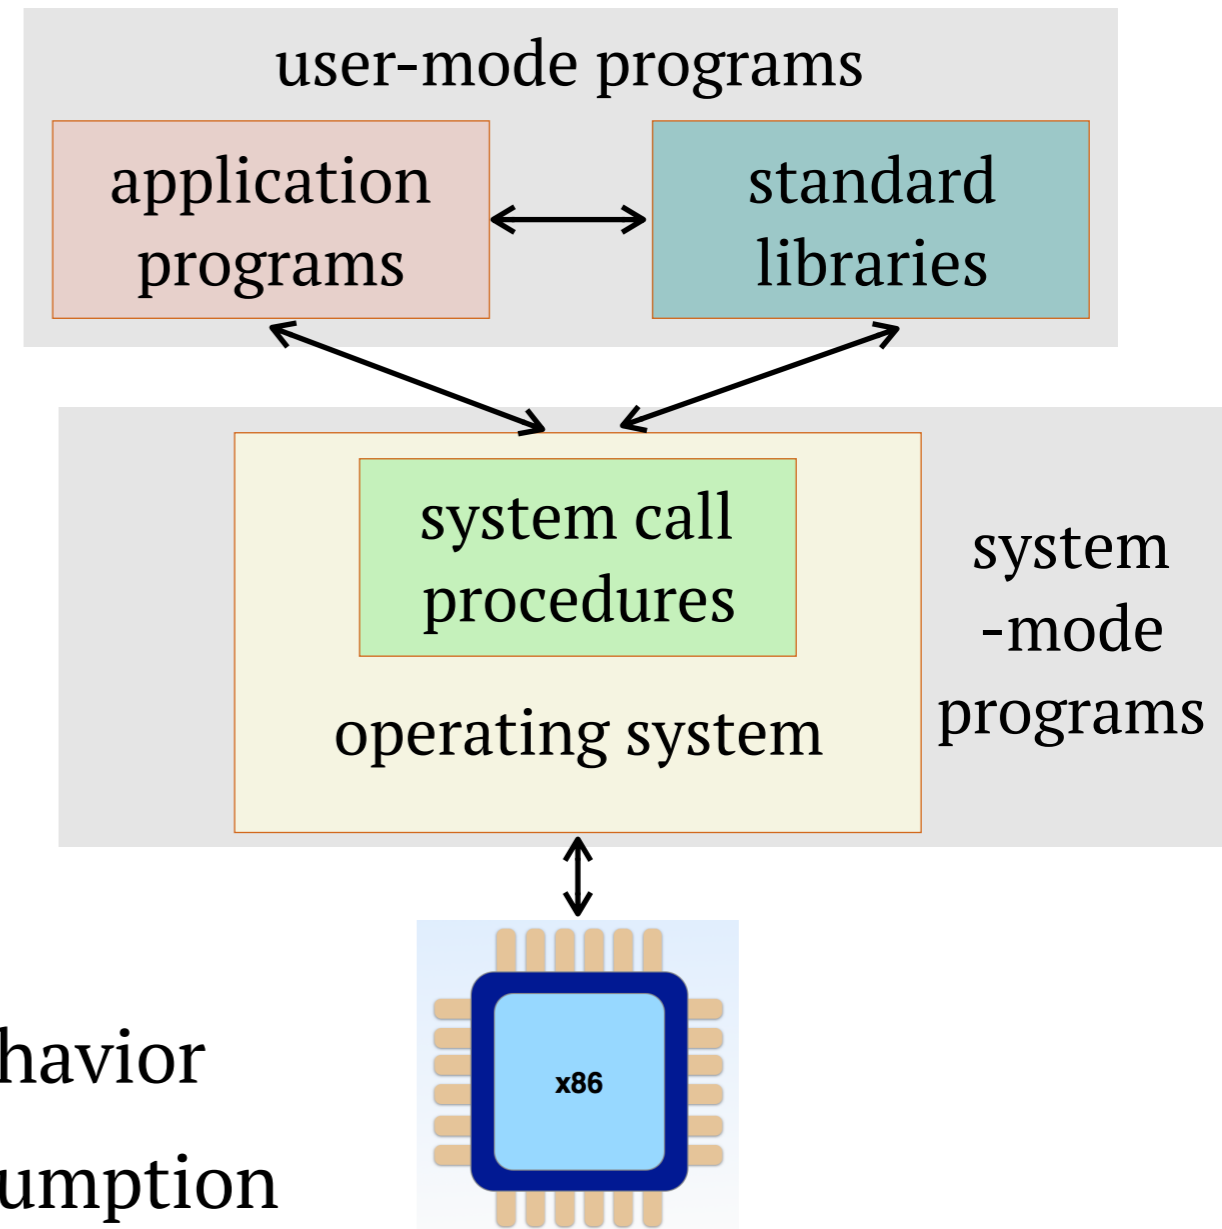 user-mode programs
application
programs
standard
libraries
system call
procedures
operating system
system
-mode
programs
x86
havior
umption